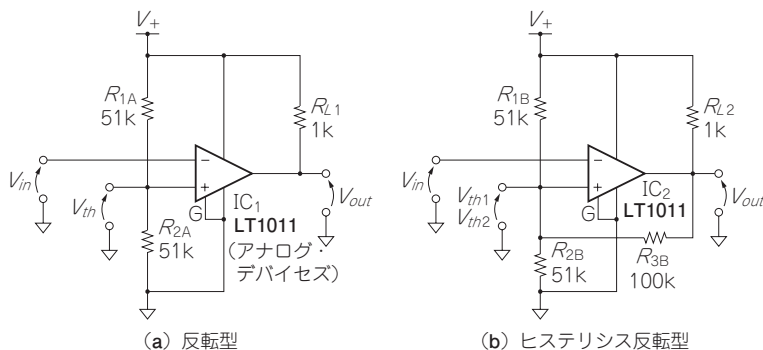 V+
R1A
51k
RL1
1k
Vin
Vth
−
+
G
IC1
LT1011
(アナログ・
デバイセズ)
Vout
R2A
51k
(a) 反転型
V+
R1B
51k
RL2
1k
Vin
Vth1
Vth2
−
+
G
IC2
LT1011
Vout
R2B
51k
R3B
100k
(b) ヒステリシス反転型